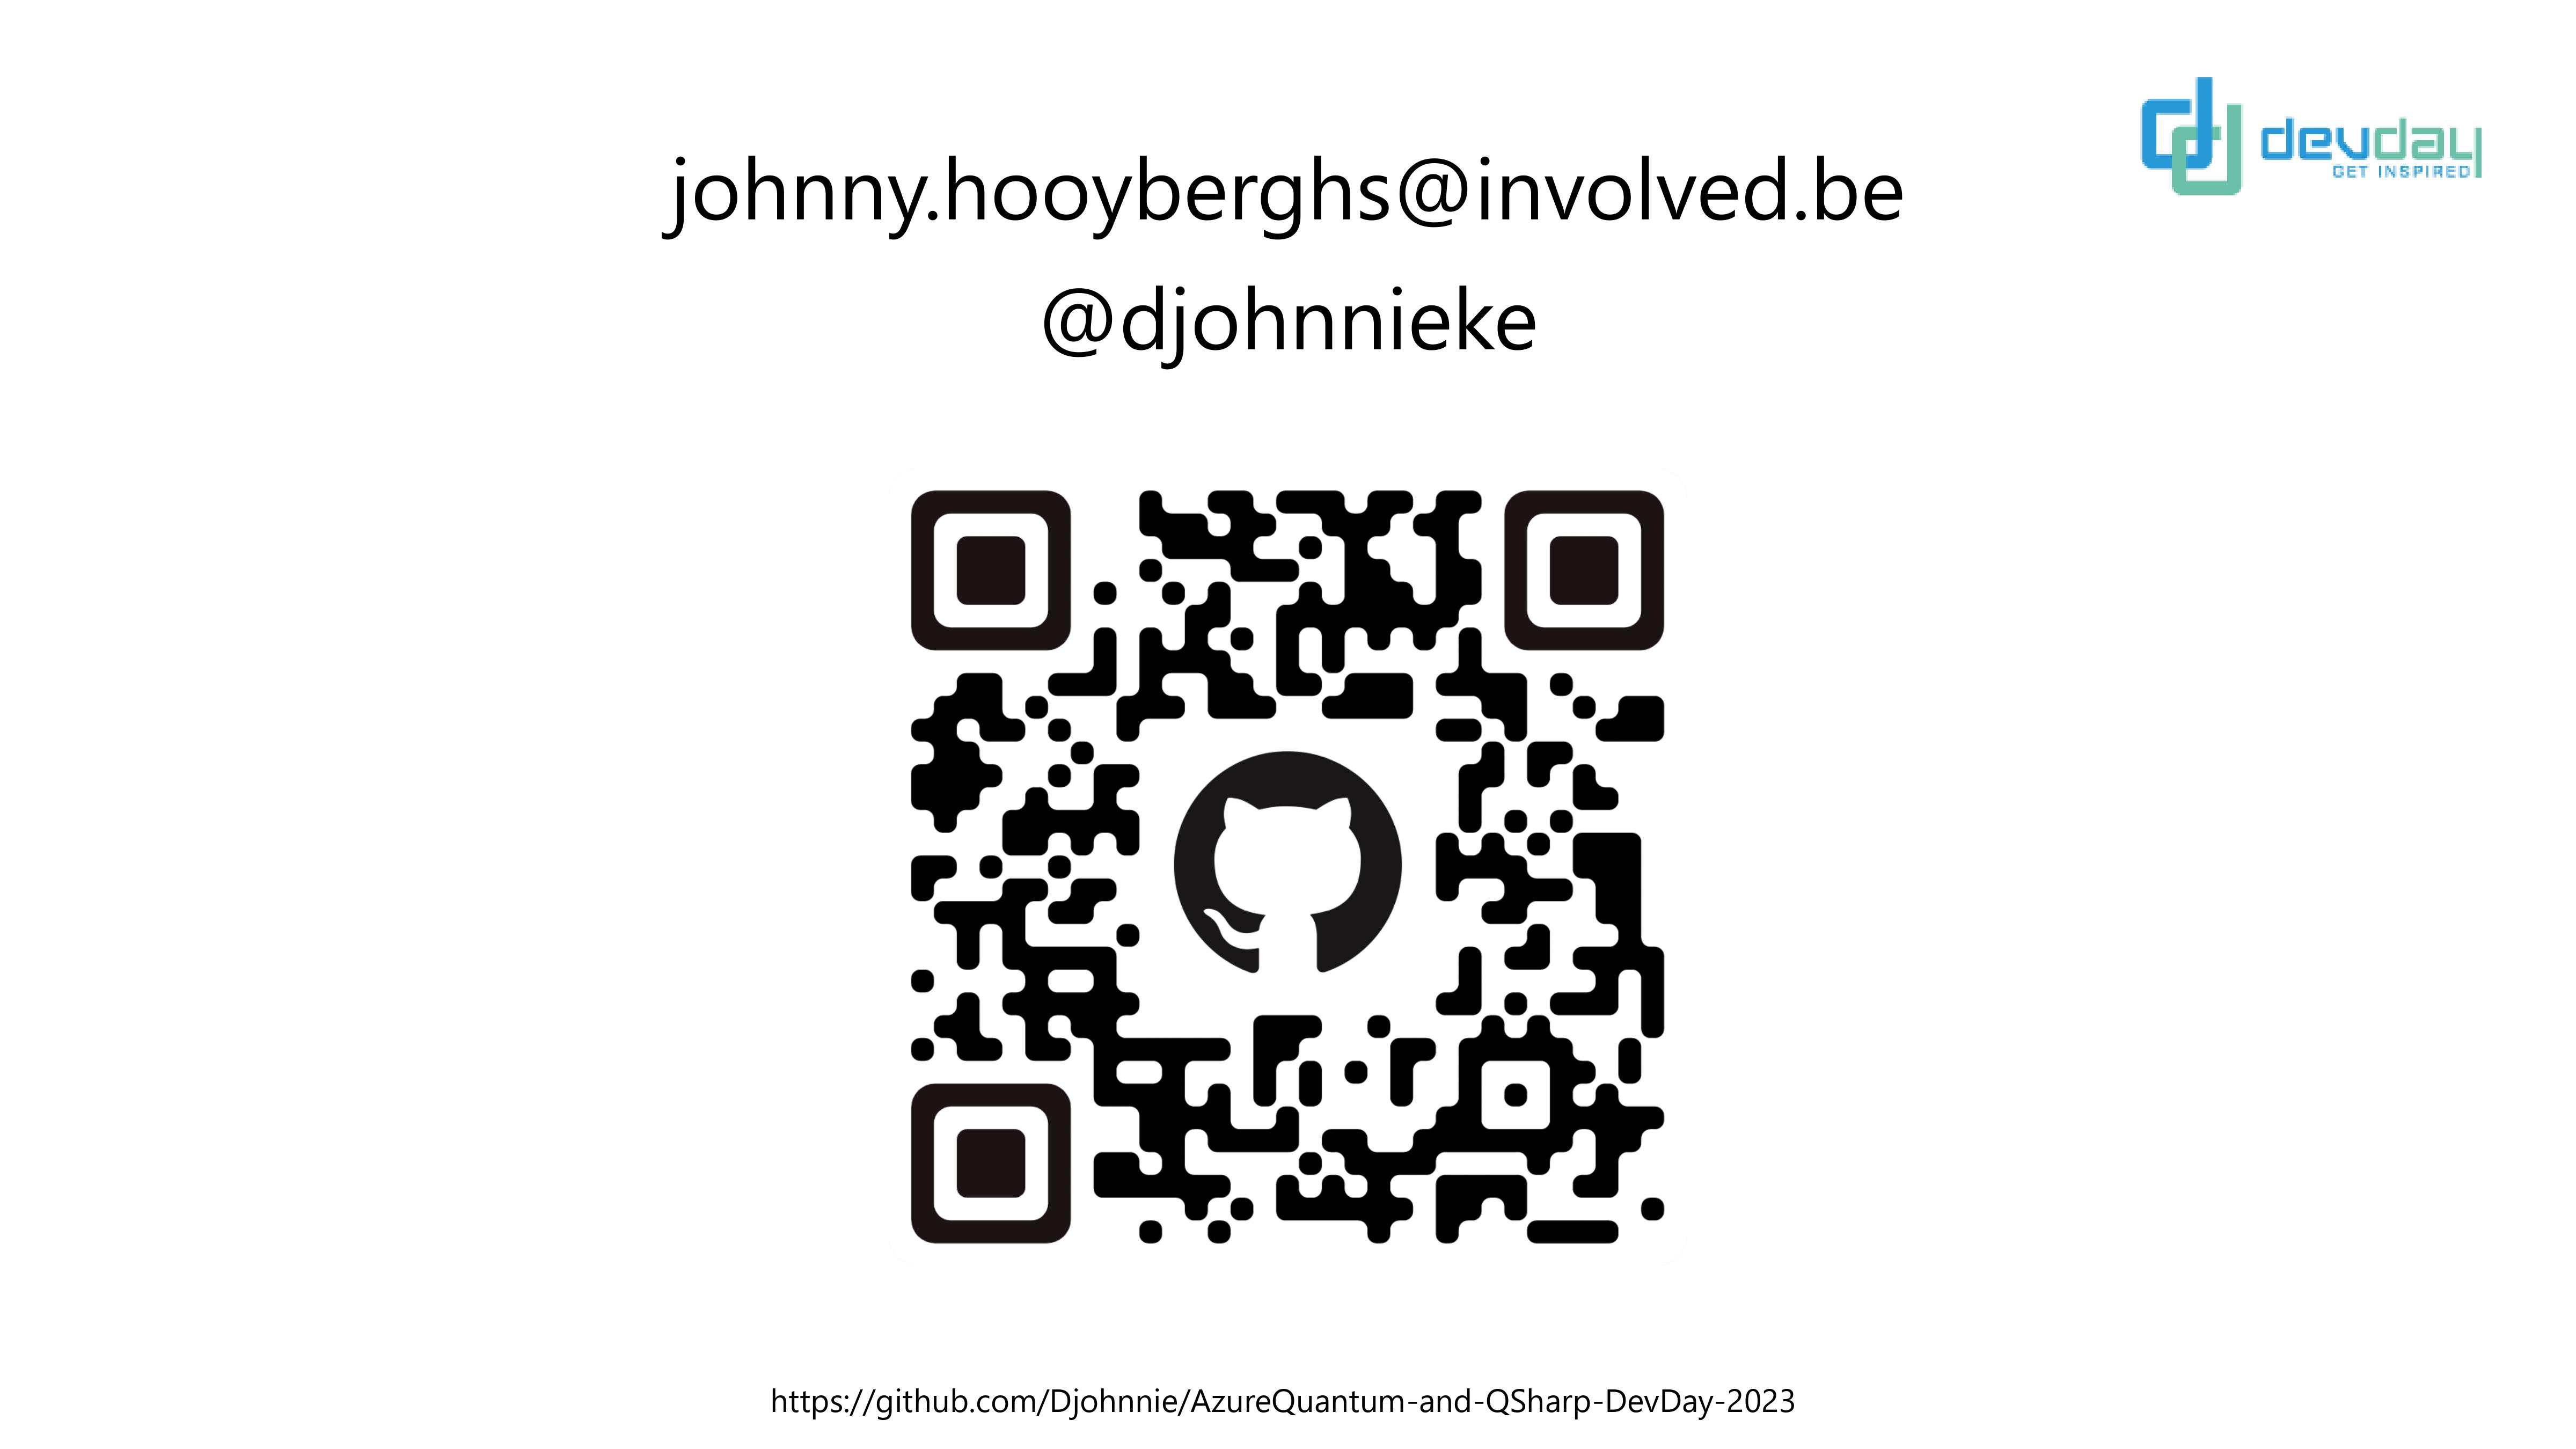 devday
GET INSPIRED
johnny.hooyberghs@involved.be
@djohnnieke
https://github.com/Djohnnie/AzureQuantum-and-QSharp-DevDay-2023